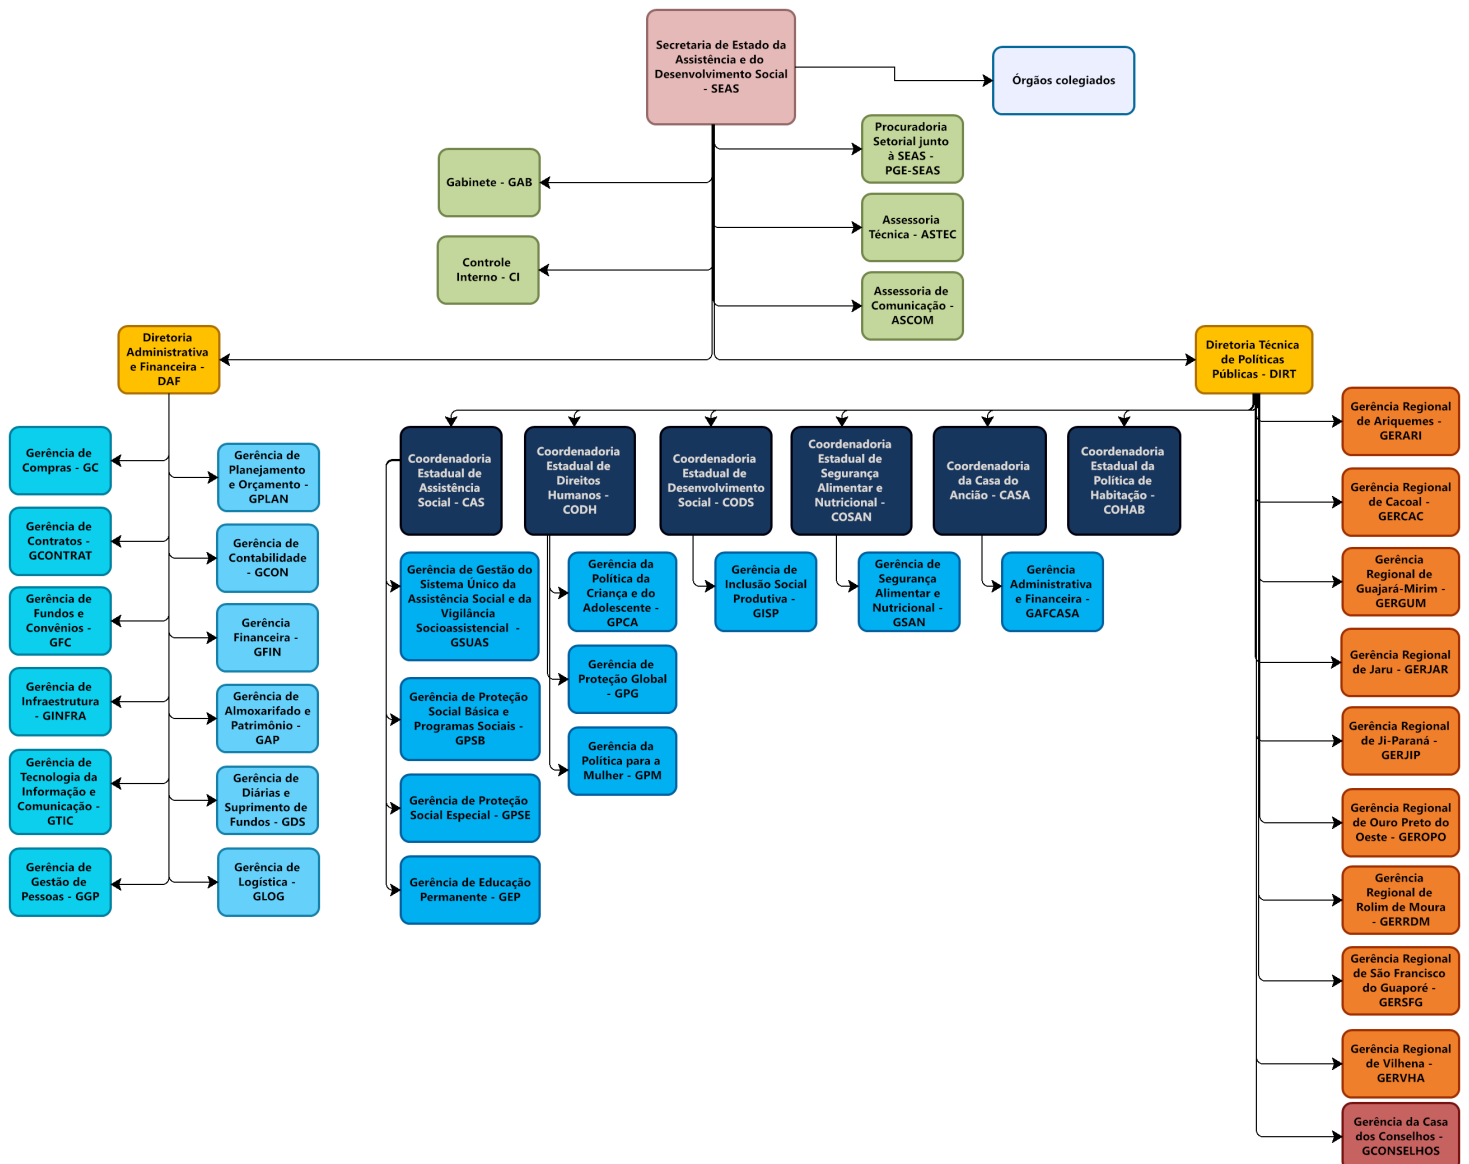 Secretaria de Estado da
Assistência e do
Desenvolvimento Social
- SEAS
Órgãos colegiados
Procuradoria
Setorial junto
à SEAS -
PGE-SEAS
Gabinete - GAB
Assessoria
Técnica - ASTEC
Controle
Interno - CI
Assessoria de
Comunicação -
ASCOM
Diretoria
Administrativa
e Financeira -
DAF
Diretoria Técnica
de Políticas
Públicas - DIRT
Gerência de
Compras - GC
Gerência de
Contratos -
GCONTRAT
Gerência de
Fundos e
Convênios -
GFC
Gerência de
Infraestrutura
- GINFRA
Gerência de
Tecnologia da
Informação e
Comunicação -
GTIC
Gerência de
Gestão de
Pessoas - GGP
Gerência de
Planejamento
e Orçamento -
GPLAN
Gerência de
Contabilidade
- GCON
Gerência
Financeira -
GFIN
Gerência de
Almoxarifado e
Patrimônio -
GAP
Gerência de
Diárias e
Suprimento de
Fundos - GDS
Gerência de
Logística -
GLOG
Coordenadoria
Estadual de
Assistência
Social - CAS
Gerência de Gestão do
Sistema Único da
Assistência Social e da
Vigilância
Socioassistencial -
GSUAS
Gerência de Proteção
Social Básica e
Programas Sociais -
GPSB
Gerência de Proteção
Social Especial - GPSE
Gerência de Educação
Permanente - GEP
Coordenadoria
Estadual de
Direitos
Humanos -
CODH
Gerência da
Política da
Criança e do
Adolescente -
GPCA
Gerência de
Proteção Global
- GPG
Gerência da
Política para a
Mulher - GPM
Coordenadoria
Estadual de
Desenvolvimento
Social - CODS
Gerência de
Inclusão Social
Produtiva -
GISP
Coordenadoria
Estadual de
Segurança
Alimentar e
Nutricional -
COSAN
Gerência de
Segurança
Alimentar e
Nutricional -
GSAN
Coordenadoria
da Casa do
Ancião - CASA
Gerência
Administrativa
e Financeira -
GAFCASA
Coordenadoria
Estadual da
Política de
Habitação -
COHAB
Gerência Regional
de Ariquemes -
GERARI
Gerência Regional
de Cacoal -
GERCAC
Gerência
Regional de
Guajará-Mirim -
GERGUM
Gerência Regional
de Jaru - GERJAR
Gerência Regional
de Ji-Paraná -
GERJIP
Gerência Regional
de Ouro Preto do
Oeste - GEROPO
Gerência
Regional de
Rolim de Moura
- GERRDM
Gerência Regional
de São Francisco
do Guaporé -
GERSFG
Gerência Regional
de Vilhena -
GERVHA
Gerência da Casa
dos Conselhos -
GCONSELHOS